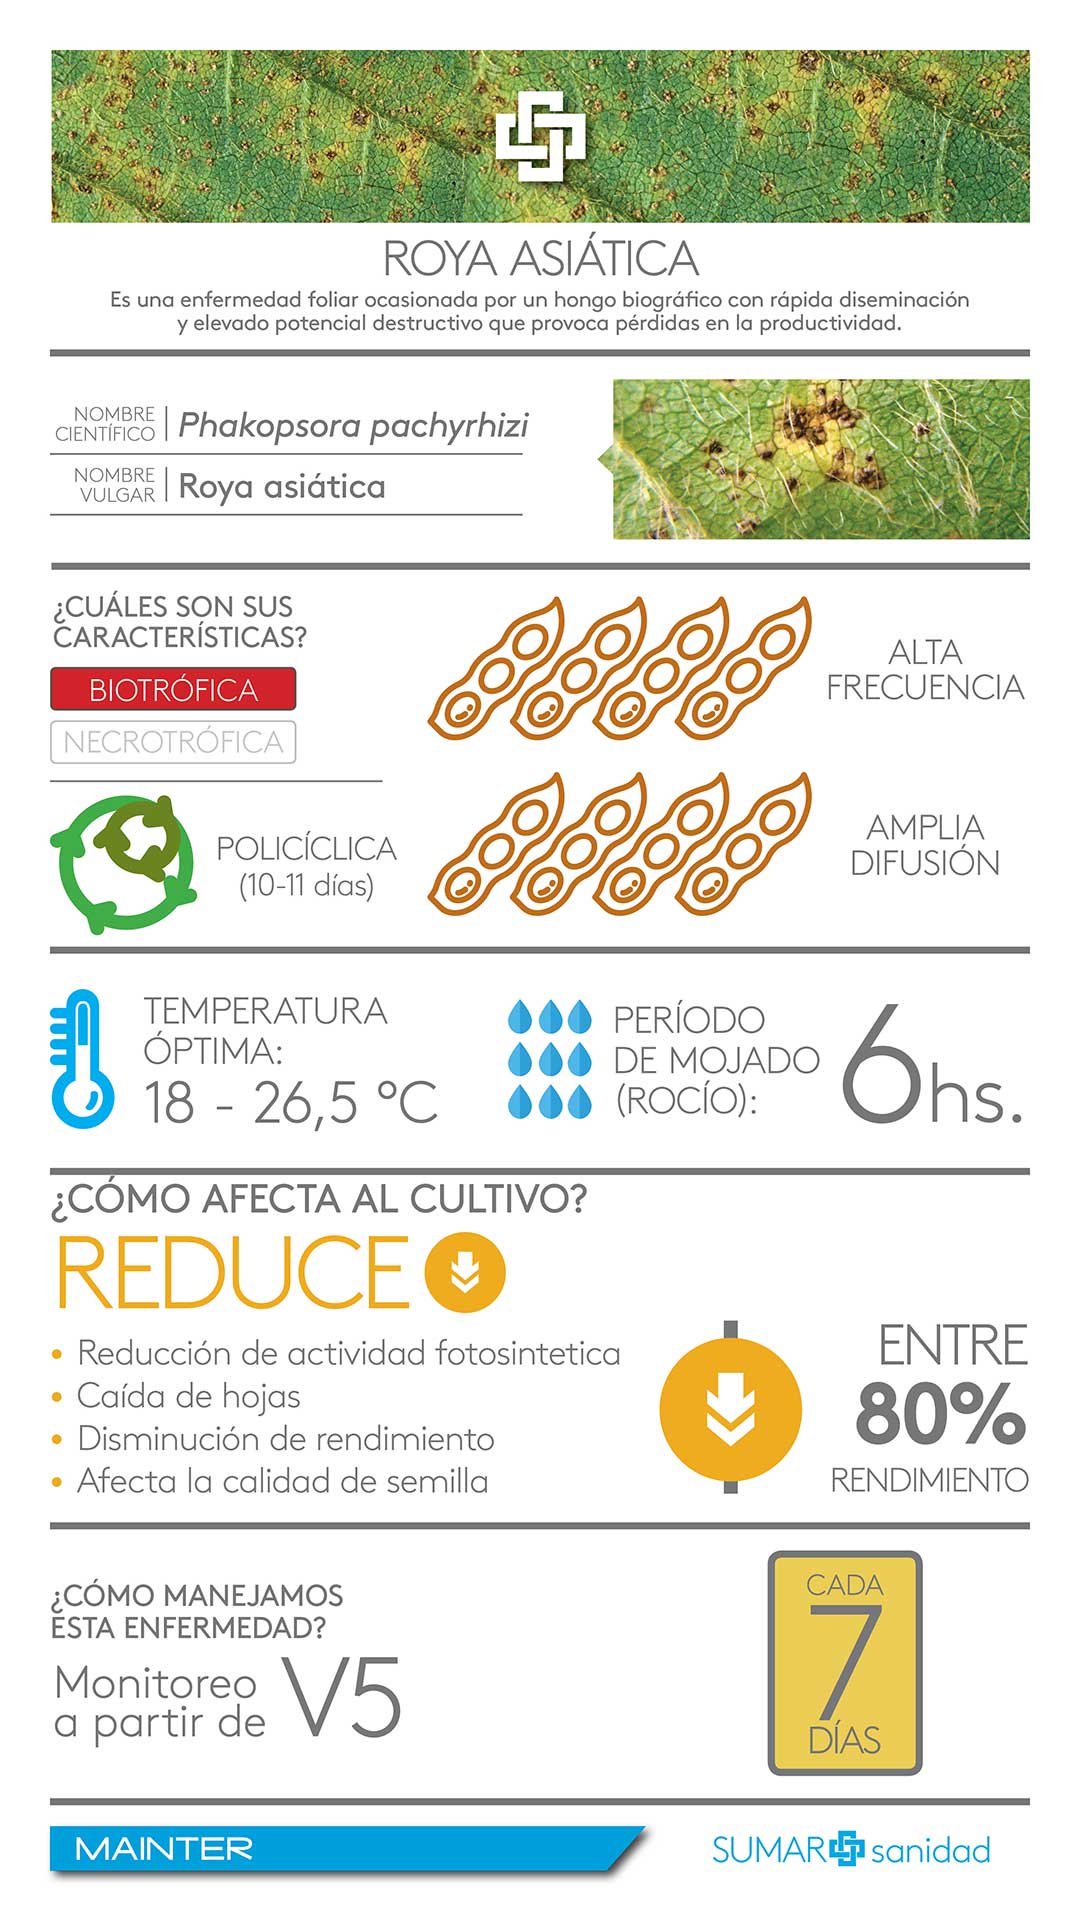 ROYA ASIÁTICA
Es una enfermedad foliar ocasionada por un hongo biográfico con rápida diseminación
y elevado potencial destructivo que provoca pérdidas en la productividad.
NOMBRE
CIENTÍFICO
Phakopsora pachyrhizi
NOMBRE
VULGAR
Roya asiática
¿CUÁLES SON SUS
CARACTERÍSTICAS?
BIOTRÓFICA
NECROTRÓFICA
POLICÍCLICA
(10-11 días)
ALTA
FRECUENCIA
AMPLIA
DIFUSIÓN
TEMPERATURA
ÓPTIMA:
18 - 26,5 °C
PERÍODO
DE MOJADO
(ROCÍO):
6hs.
¿CÓMO AFECTA AL CULTIVO?
REDUCE
• Reducción de actividad fotosintetica
• Caída de hojas
• Disminución de rendimiento
• Afecta la calidad de semilla
ENTRE
80%
RENDIMIENTO
¿CÓMO MANEJAMOS
ESTA ENFERMEDAD?
Monitoreo
a partir de
V5
CADA
7
DÍAS
MAINTER
SUMAR sanidad